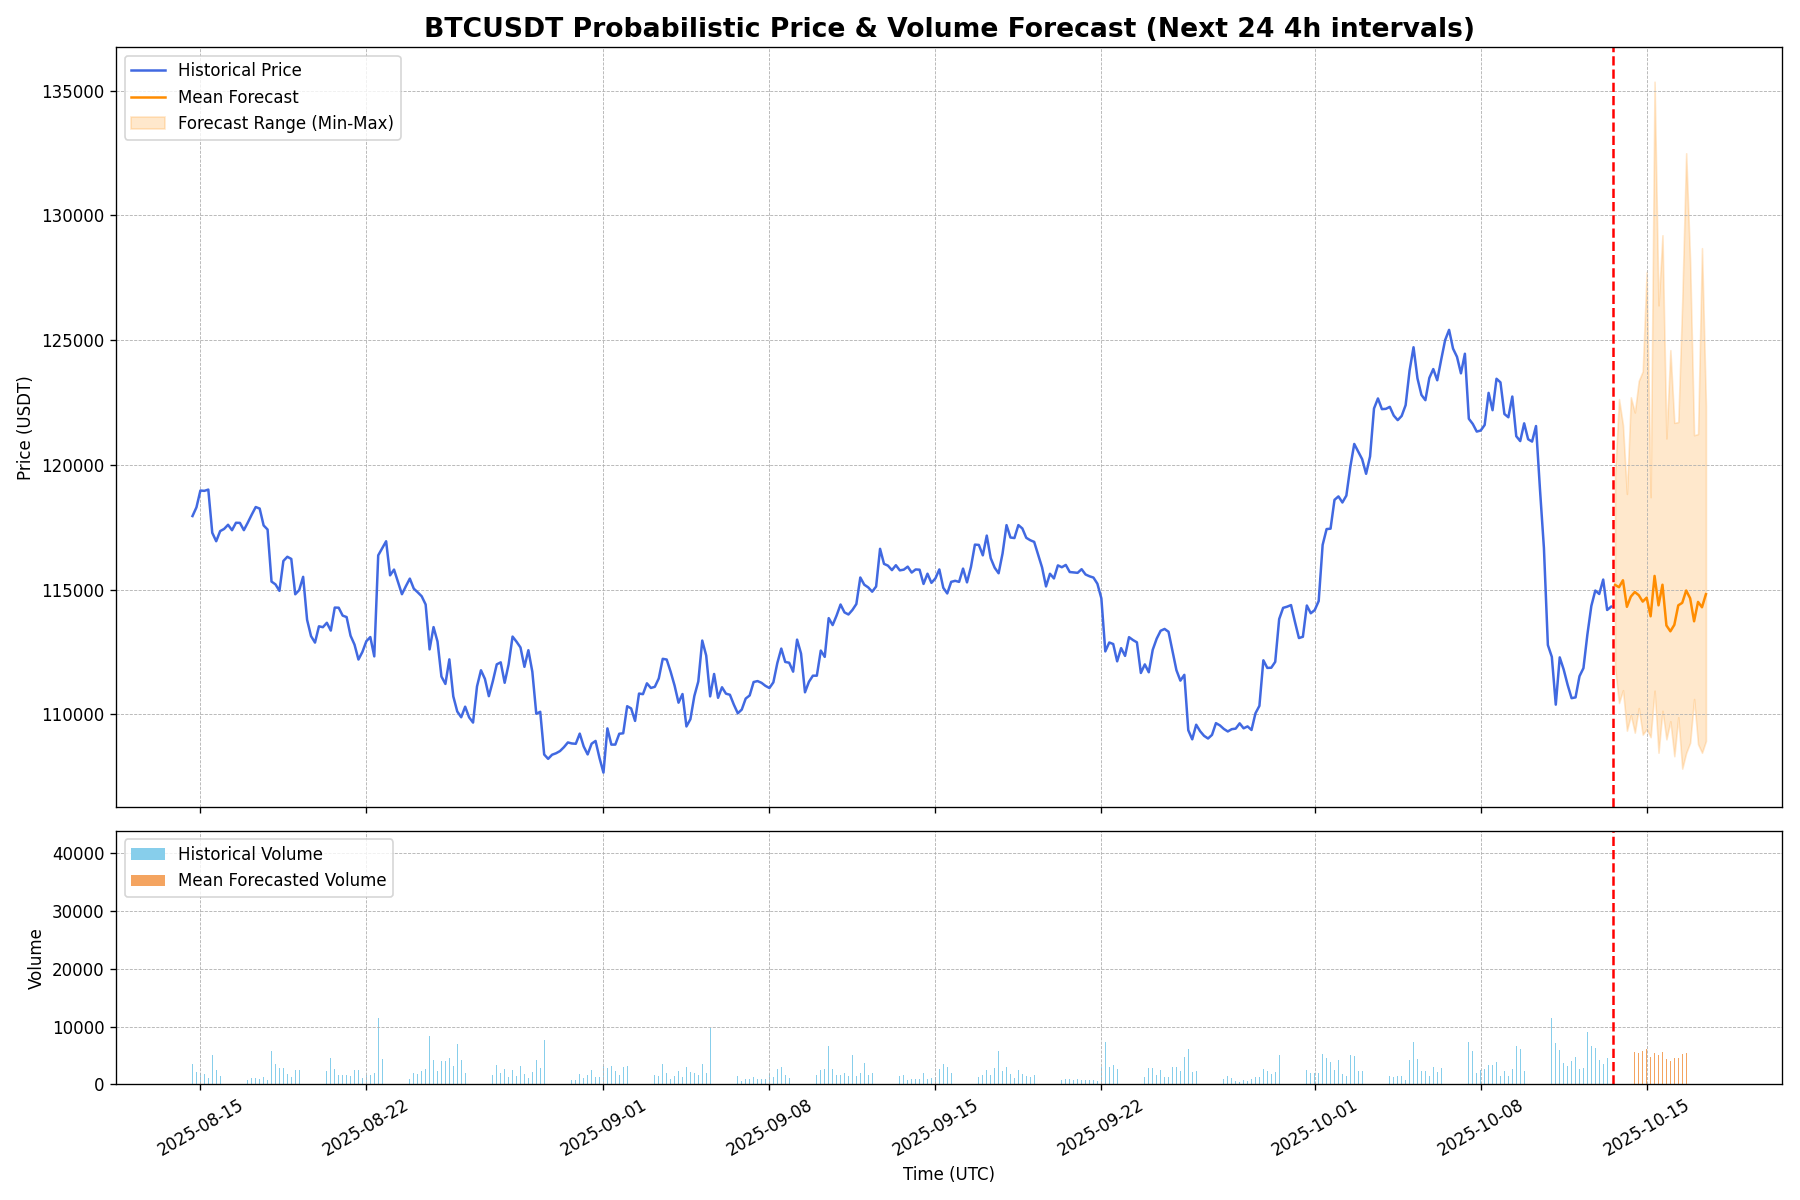 BTCUSDT Probabilistic Price & Volume Forecast (Next 24 4h intervals)
Historical Price
Mean Forecast
Forecast Range (Min-Max)
135000
130000
125000
120000
115000
110000
Price (USDT)
Historical Volume
Mean Forecasted Volume
40000
30000
20000
10000
0
Volume
2025-08-15
2025-08-22
2025-09-01
2025-09-08
2025-09-15
2025-09-22
2025-10-01
2025-10-08
2025-10-15
Time (UTC)